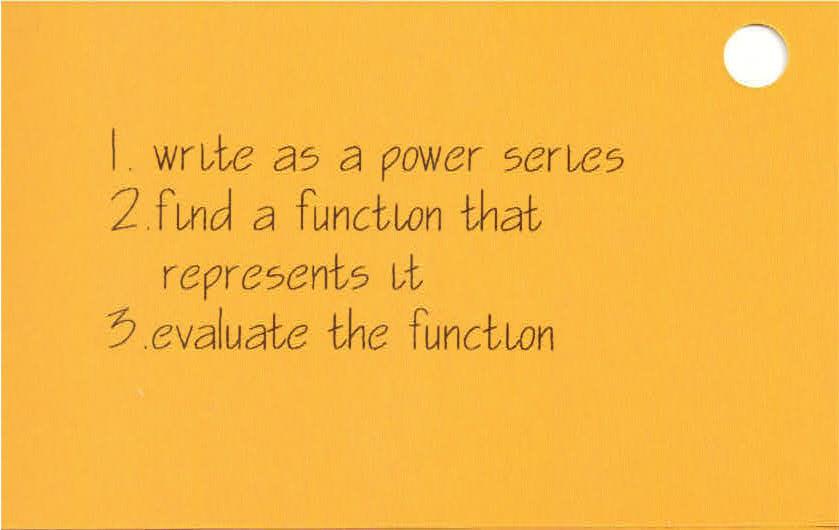 1. write as a power series
2.find a function that
represents it
3.evaluate the function